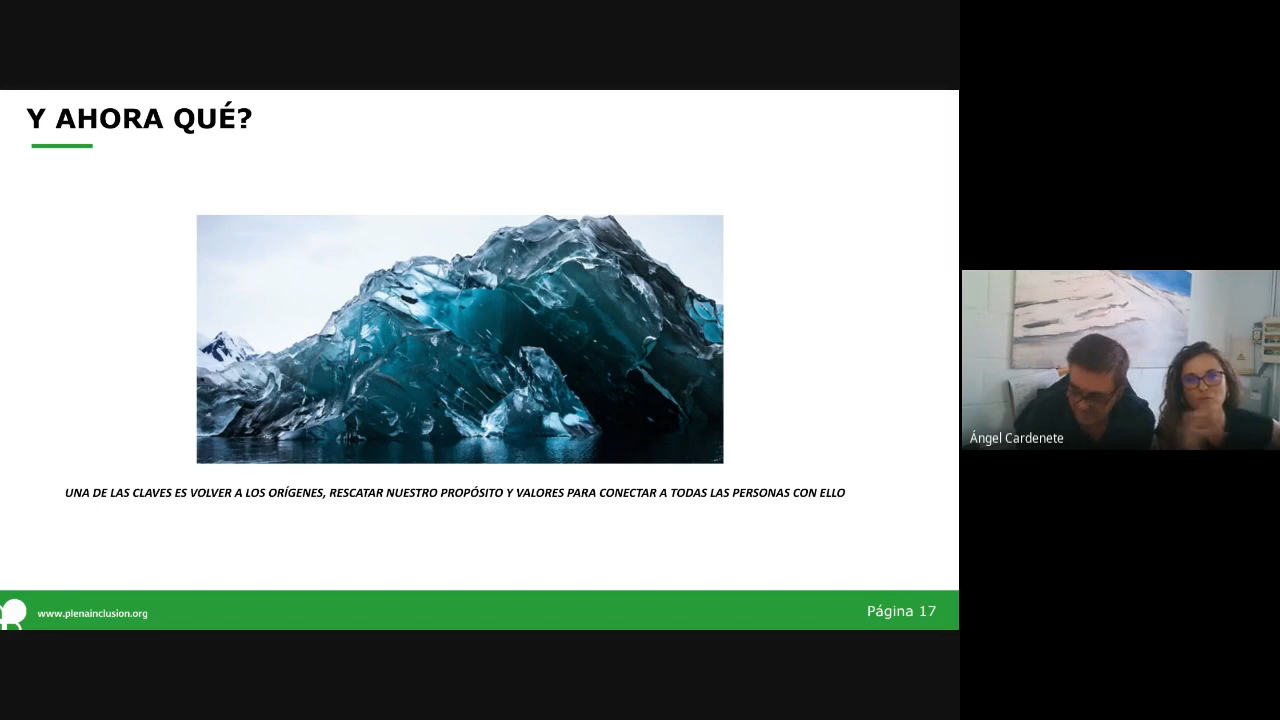 Y AHORA QUÉ?
UNA DE LAS CLAVES ES VOLVER A LOS ORÍGENES, RESCATAR NUESTRO PROPÓSITO Y VALORES PARA CONECTAR A TODAS LAS PERSONAS CON ELLO
www.plenainclusion.org
Página 17
Ángel Cardenete